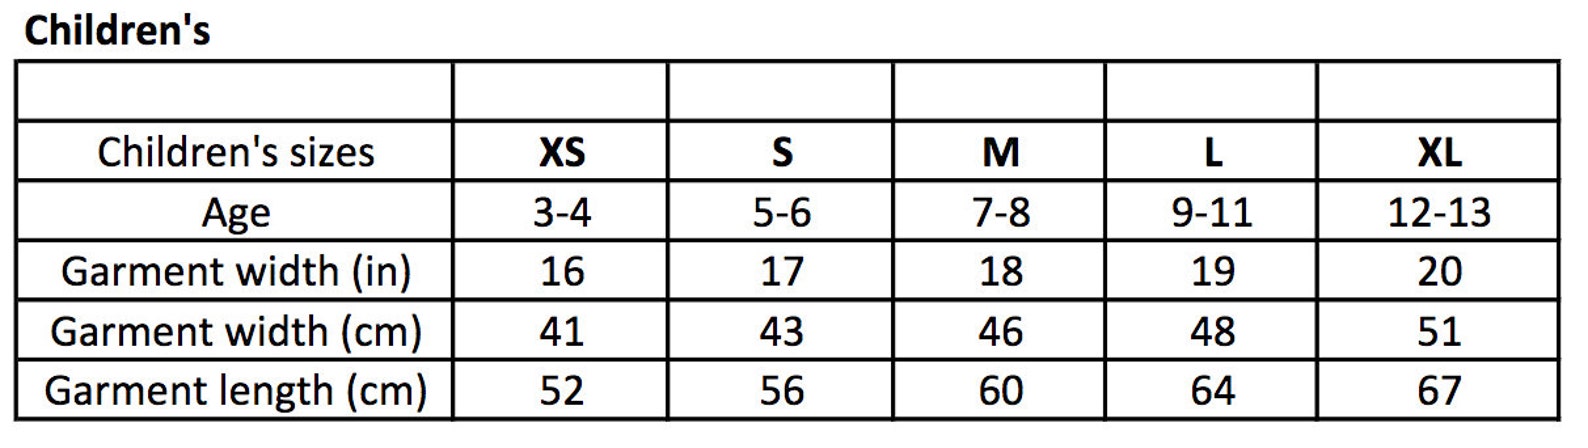 Children's
Children's sizes XS S M L XL
Age 3-4 5-6 7-8 9-11 12-13
Garment width (in) 16 17 18 19 20
Garment width (cm) 41 43 46 48 51
Garment length (cm) 52 56 60 64 67